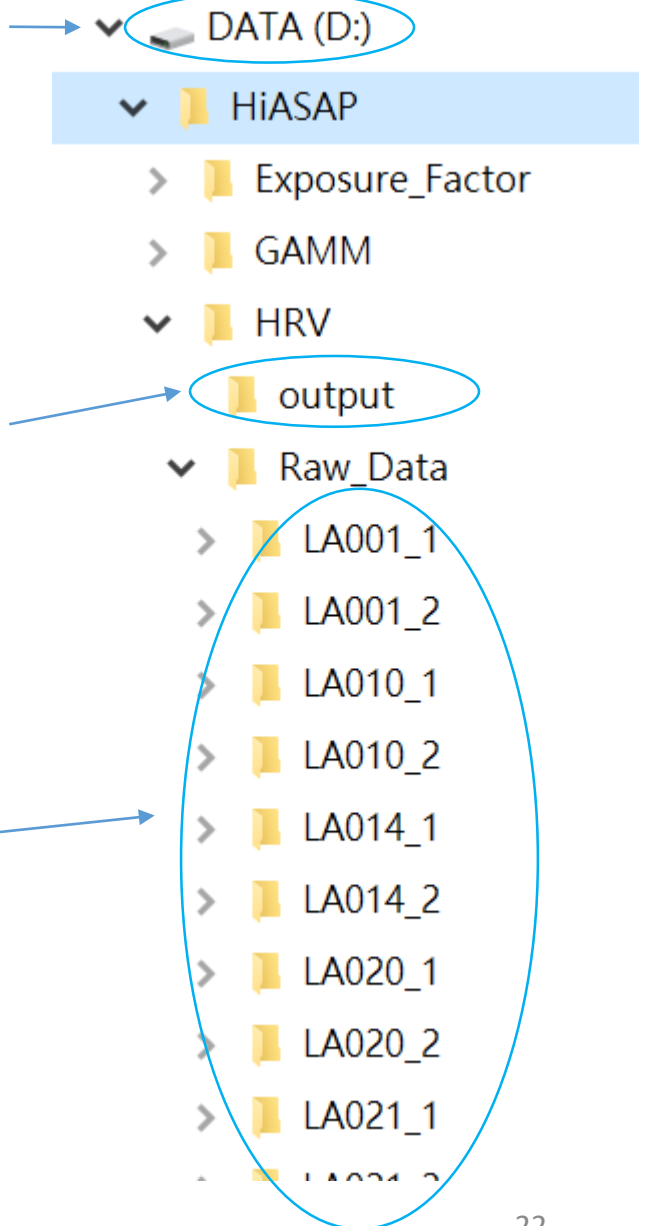 DATA (D:)
HiASAP
Exposure_Factor
GAMM
HRV
output
Raw_Data
LA001_1
LA001_2
LA010_1
LA010_2
LA014_1
LA014_2
LA020_1
LA020_2
LA021_1